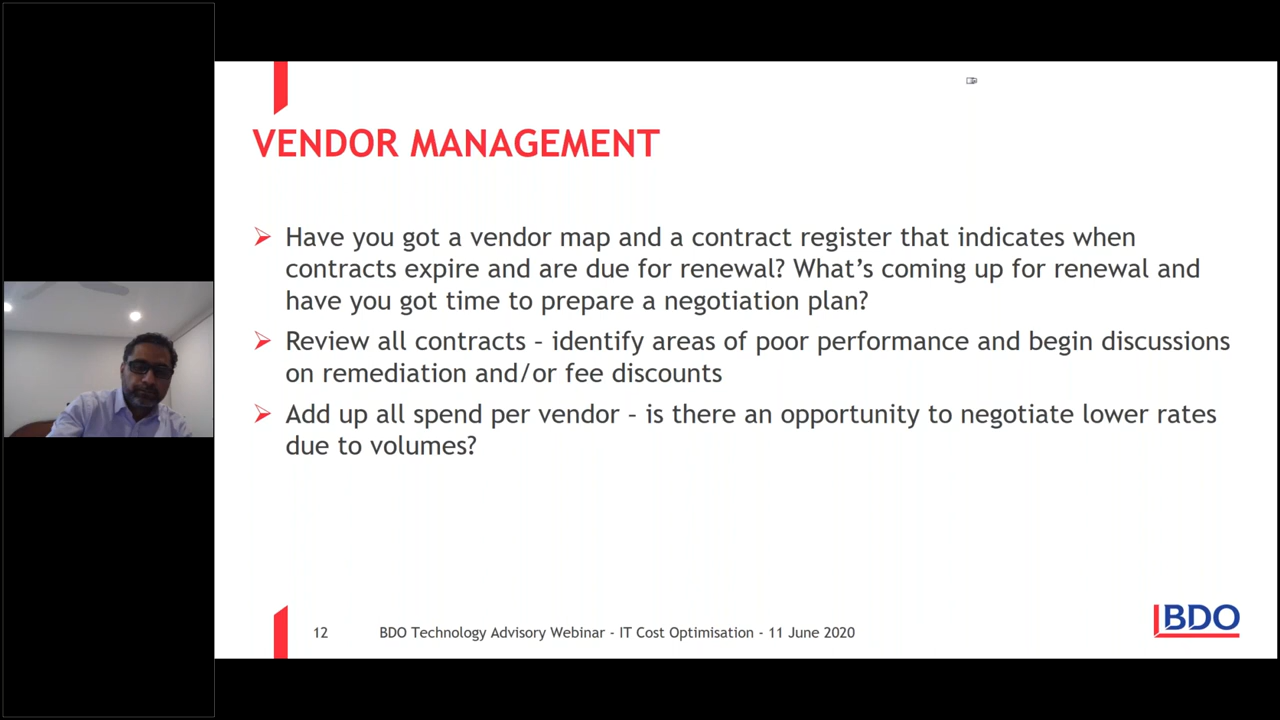 VENDOR MANAGEMENT
Have you got a vendor map and a contract register that indicates when
contracts expire and are due for renewal? What’s coming up for renewal and
have you got time to prepare a negotiation plan?
Review all contracts – identify areas of poor performance and begin discussions
on remediation and/or fee discounts
Add up all spend per vendor – is there an opportunity to negotiate lower rates
due to volumes?
12
BDO Technology Advisory Webinar - IT Cost Optimisation - 11 June 2020
BDO